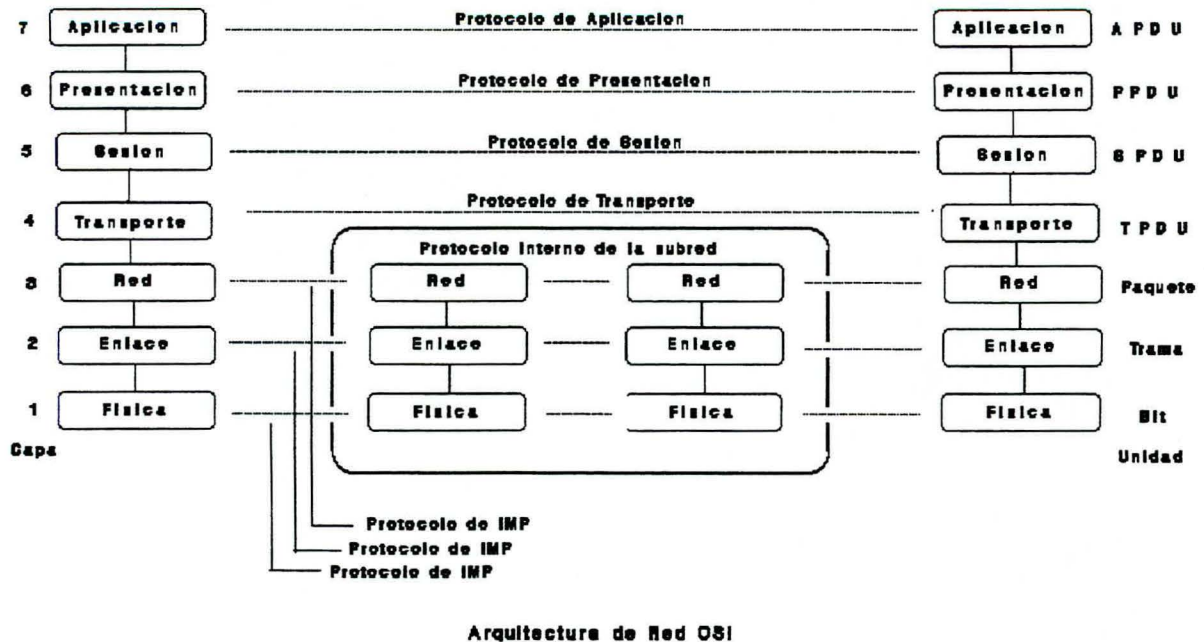 7 Aplicacion Protocolo de Aplicacion Aplicacion A P D U
6 Presentacion Protocolo de Presentacion Presentacion P P D U
5 Sesion Protocolo de Sesion Sesion S P D U
4 Transporte Protocolo de Transporte Transporte T P D U
Protocolo Interno de la subred
3 Red Red Red Red Paquete
2 Enlace Enlace Enlace Enlace Trama
1 Fisica Fisica Fisica Fisica Bit
Capa Unidad
Protocolo de IMP
Protocolo de IMP
Protocolo de IMP
Arquitectura de Red OSI